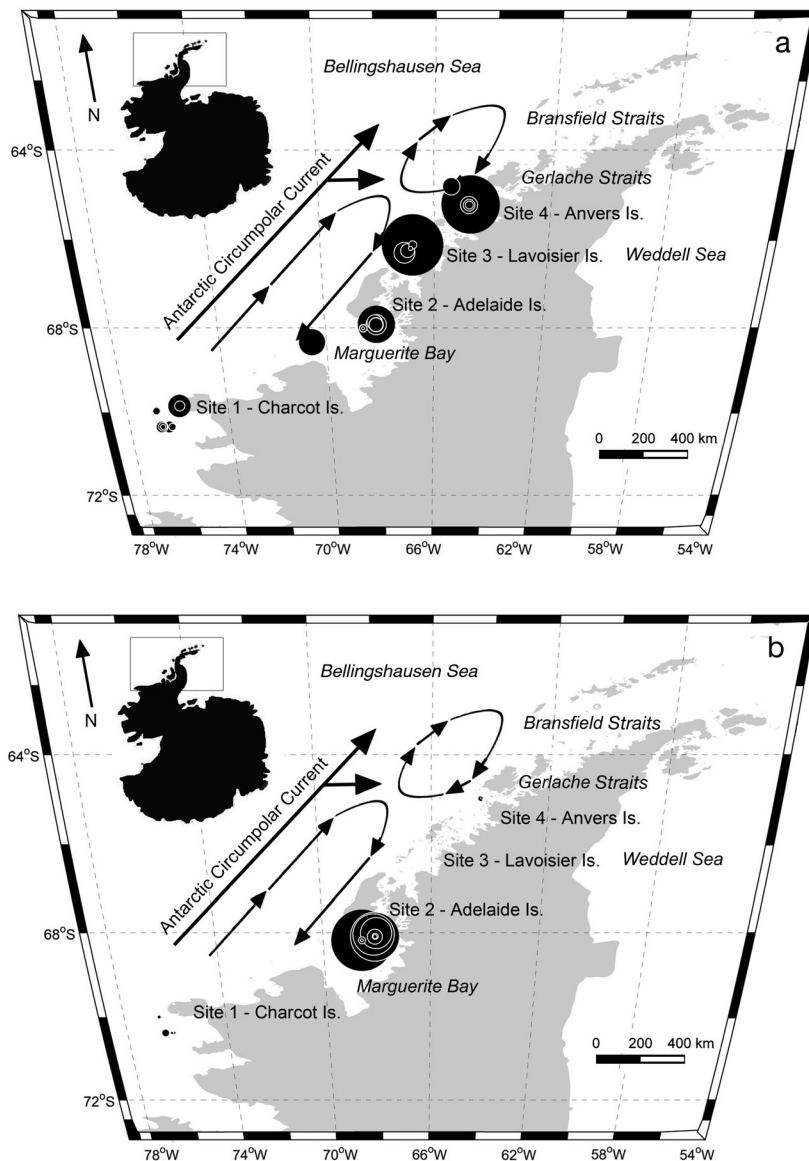 a
Bellingshausen Sea
N
Bransfield Straits
64°S
Antarctic Circumpolar Current
Gerlache Straits
Site 4 - Anvers Is.
Site 3 - Lavoisier Is.
Weddell Sea
Site 2 - Adelaide Is.
68°S
Marguerite Bay
Site 1 - Charcot Is.
0 200 400 km
72°S
78°W 74°W 70°W 66°W 62°W 58°W 54°W
b
Bellingshausen Sea
N
Bransfield Straits
64°S
Antarctic Circumpolar Current
Gerlache Straits
Site 4 - Anvers Is.
Site 3 - Lavoisier Is.
Weddell Sea
Site 2 - Adelaide Is.
68°S
Marguerite Bay
Site 1 - Charcot Is.
0 200 400 km
72°S
78°W 74°W 70°W 66°W 62°W 58°W 54°W